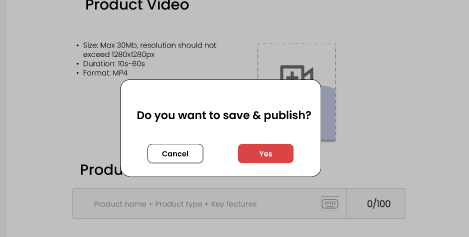 Product Video
• Size: Max 30Mb, resolution should not
exceed 1280x1280px
• Duration: 10s-60s
• Format: MP4
Do you want to save & publish?
Cancel
Yes
Produ
Product name + Product type + Key features
0/100